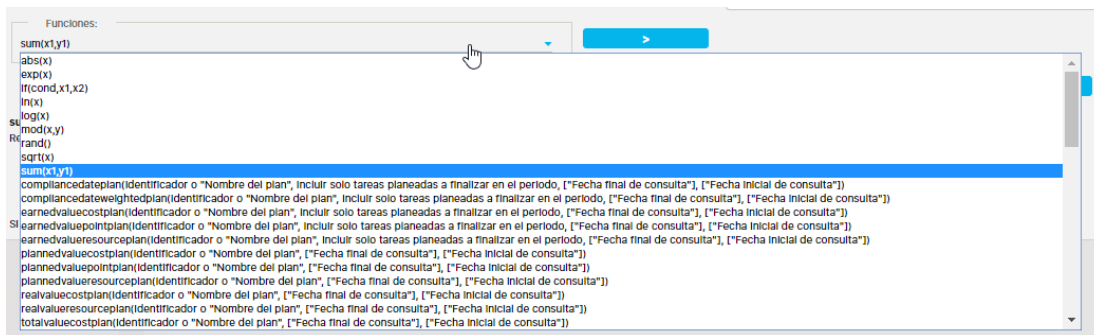 Funciones:
sum(x1,y1)
>
abs(x)
exp(x)
if(cond,x1,x2)
ln(x)
log(x)
mod(x,y)
rand()
sqrt(x)
sum(x1,y1)
compliancedateplan(Identificador o "Nombre del plan", Incluir solo tareas planeadas a finalizar en el periodo, ["Fecha final de consulta"], ["Fecha inicial de consulta"])
compliancedateweightedplan(Identificador o "Nombre del plan", Incluir solo tareas planeadas a finalizar en el periodo, ["Fecha final de consulta"], ["Fecha inicial de consulta"])
earnedvaluecostplan(Identificador o "Nombre del plan", Incluir solo tareas planeadas a finalizar en el periodo, ["Fecha final de consulta"], ["Fecha inicial de consulta"])
earnedvaluepointplan(Identificador o "Nombre del plan", Incluir solo tareas planeadas a finalizar en el periodo, ["Fecha final de consulta"], ["Fecha inicial de consulta"])
earnedvalueresourceplan(Identificador o "Nombre del plan", Incluir solo tareas planeadas a finalizar en el periodo, ["Fecha final de consulta"], ["Fecha inicial de consulta"])
plannedvaluecostplan(Identificador o "Nombre del plan", ["Fecha final de consulta"], ["Fecha inicial de consulta"])
plannedvaluepointplan(Identificador o "Nombre del plan", ["Fecha final de consulta"], ["Fecha inicial de consulta"])
plannedvalueresourceplan(Identificador o "Nombre del plan", ["Fecha final de consulta"], ["Fecha inicial de consulta"])
realvaluecostplan(Identificador o "Nombre del plan", ["Fecha final de consulta"], ["Fecha inicial de consulta"])
realvalueresourceplan(Identificador o "Nombre del plan", ["Fecha final de consulta"], ["Fecha inicial de consulta"])
totalvaluecostplan(Identificador o "Nombre del plan", ["Fecha final de consulta"], ["Fecha inicial de consulta"])